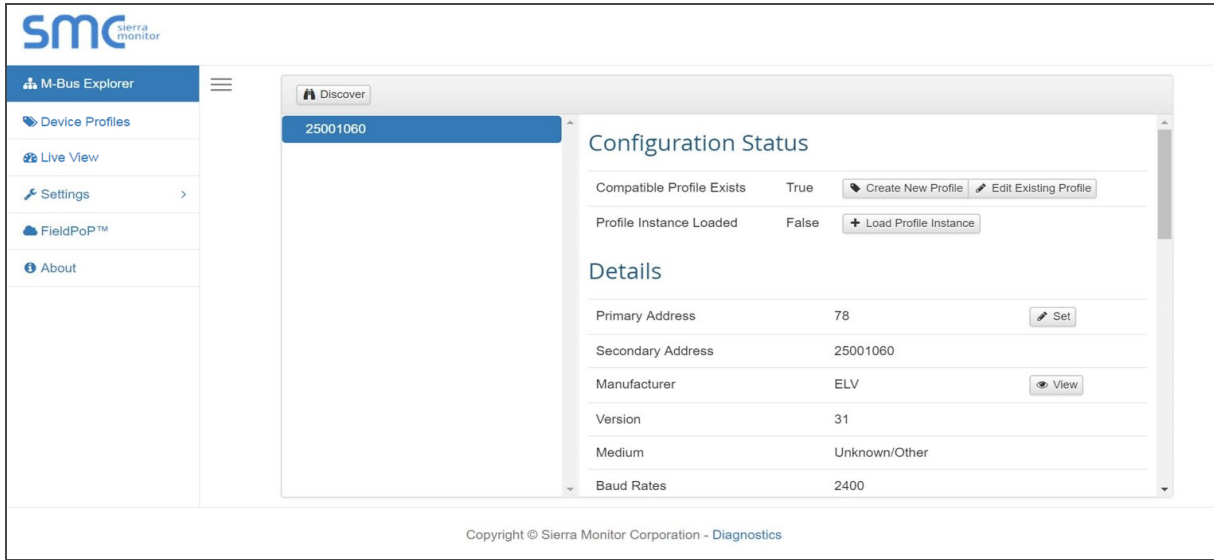 SMC sierra monitor
M-Bus Explorer
Device Profiles
Live View
Settings >
FieldPoP™
About
Discover
25001060
Configuration Status
Compatible Profile Exists True Create New Profile Edit Existing Profile
Profile Instance Loaded False Load Profile Instance
Details
Primary Address 78 Set
Secondary Address 25001060
Manufacturer ELV View
Version 31
Medium Unknown/Other
Baud Rates 2400
Copyright © Sierra Monitor Corporation - Diagnostics